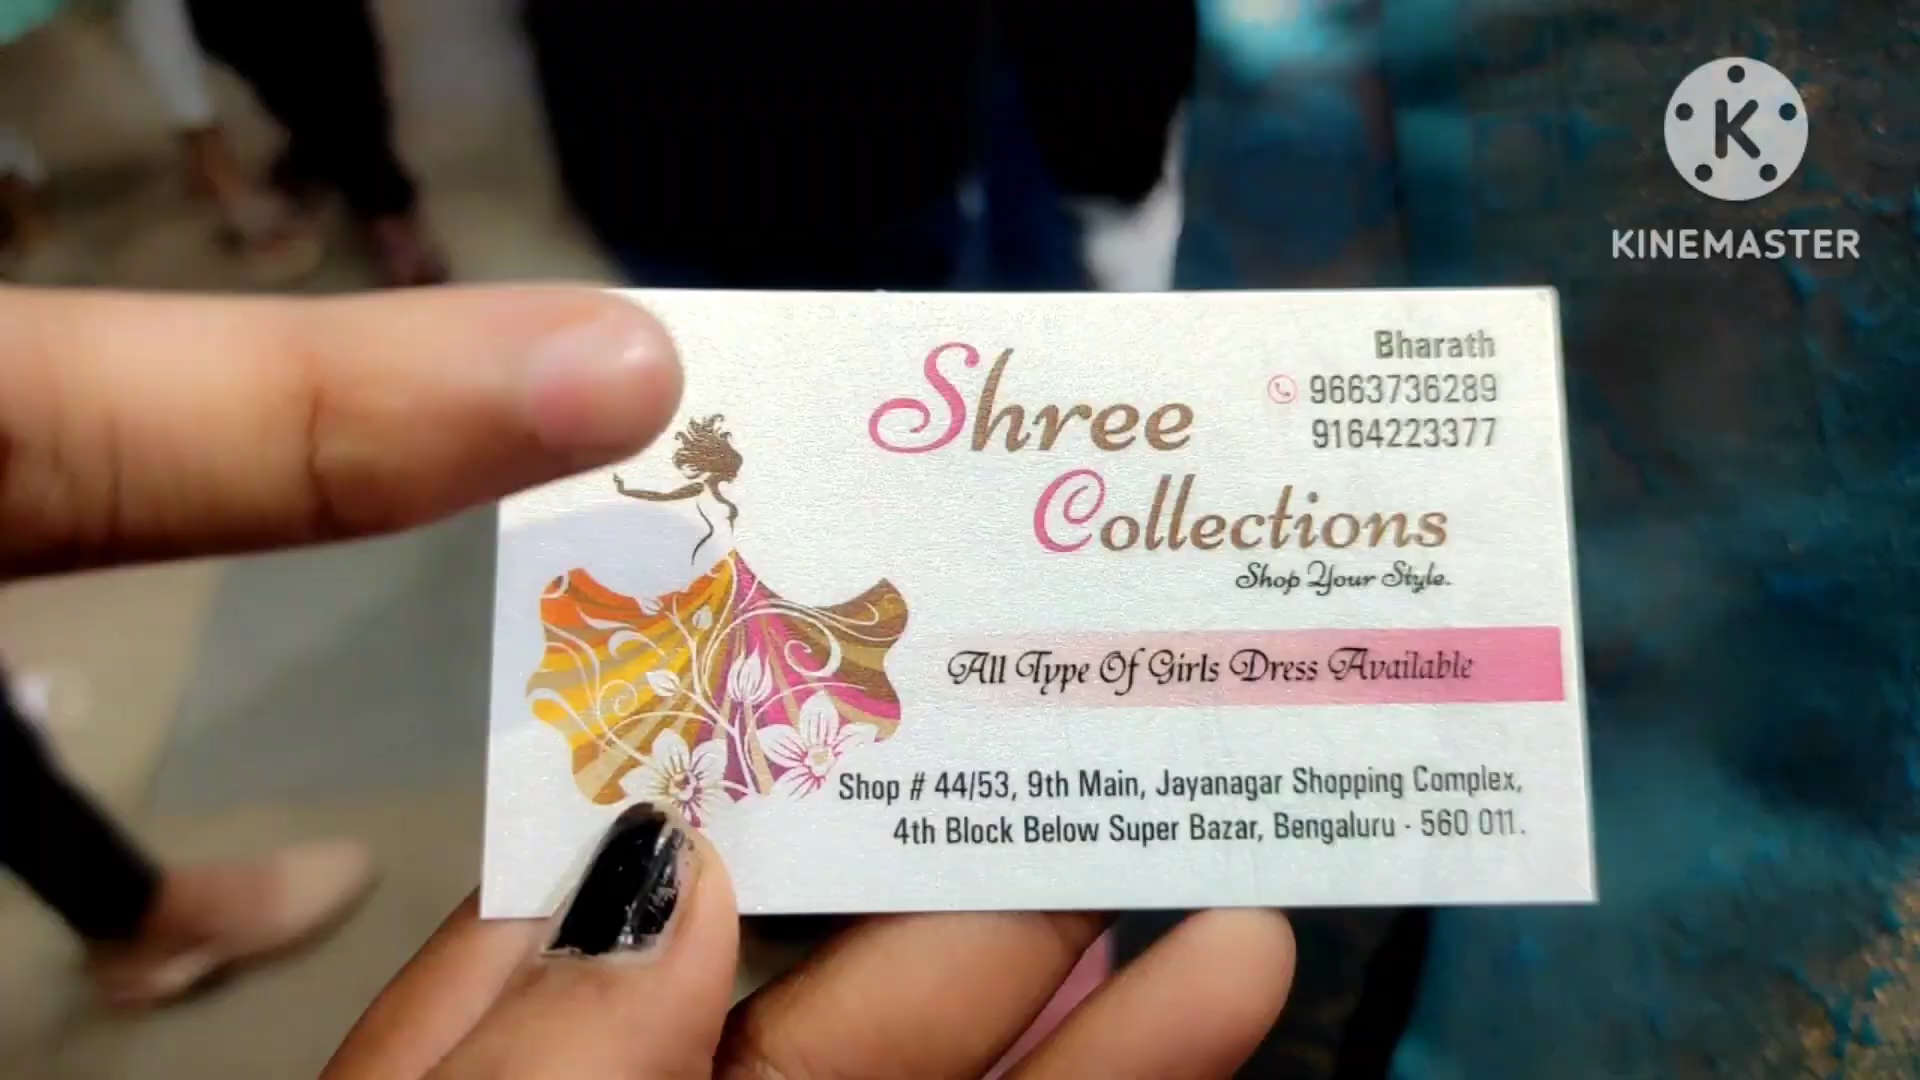 K
KINEMASTER
Bharath
9663736289
9164223377
Shree
Collections
Shop Your Style.
All Type Of Girls Dress Available
Shop # 44/53, 9th Main, Jayanagar Shopping Complex,
4th Block Below Super Bazar, Bengaluru - 560 011.